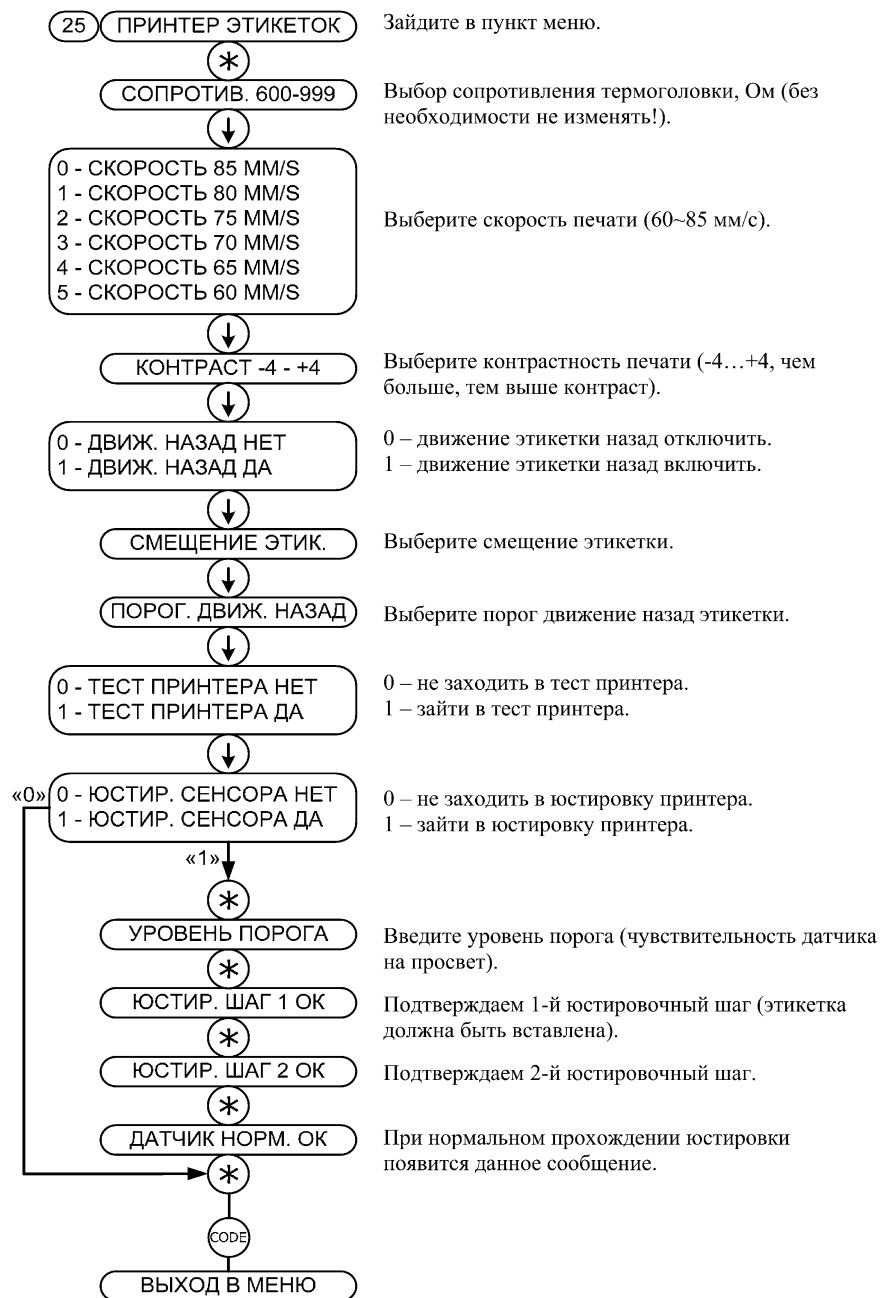 25 ПРИНТЕР ЭТИКЕТОК
Зайдите в пункт меню.
СОПРОТИВ. 600-999
Выбор сопротивления термоголовки, Ом (без
необходимости не изменять!).
0 - СКОРОСТЬ 85 MM/S
1 - СКОРОСТЬ 80 MM/S
2 - СКОРОСТЬ 75 MM/S
3 - СКОРОСТЬ 70 MM/S
4 - СКОРОСТЬ 65 MM/S
5 - СКОРОСТЬ 60 MM/S
Выберите скорость печати (60~85 мм/с).
КОНТРАСТ -4 - +4
Выберите контрастность печати (-4…+4, чем
больше, тем выше контраст).
0 - ДВИЖ. НАЗАД НЕТ
1 - ДВИЖ. НАЗАД ДА
0 – движение этикетки назад отключить.
1 – движение этикетки назад включить.
СМЕЩЕНИЕ ЭТИК.
Выберите смещение этикетки.
ПОРОГ. ДВИЖ. НАЗАД
Выберите порог движение назад этикетки.
0 - ТЕСТ ПРИНТЕРА НЕТ
1 - ТЕСТ ПРИНТЕРА ДА
0 – не заходить в тест принтера.
1 – зайти в тест принтера.
«0»
0 - ЮСТИР. СЕНСОРА НЕТ
1 - ЮСТИР. СЕНСОРА ДА
0 – не заходить в юстировку принтера.
1 – зайти в юстировку принтера.
«1»
УРОВЕНЬ ПОРОГА
Введите уровень порога (чувствительность датчика
на просвет).
ЮСТИР. ШАГ 1 ОК
Подтверждаем 1-й юстировочный шаг (этикетка
должна быть вставлена).
ЮСТИР. ШАГ 2 ОК
Подтверждаем 2-й юстировочный шаг.
ДАТЧИК НОРМ. ОК
При нормальном прохождении юстировки
появится данное сообщение.
CODE
ВЫХОД В МЕНЮ